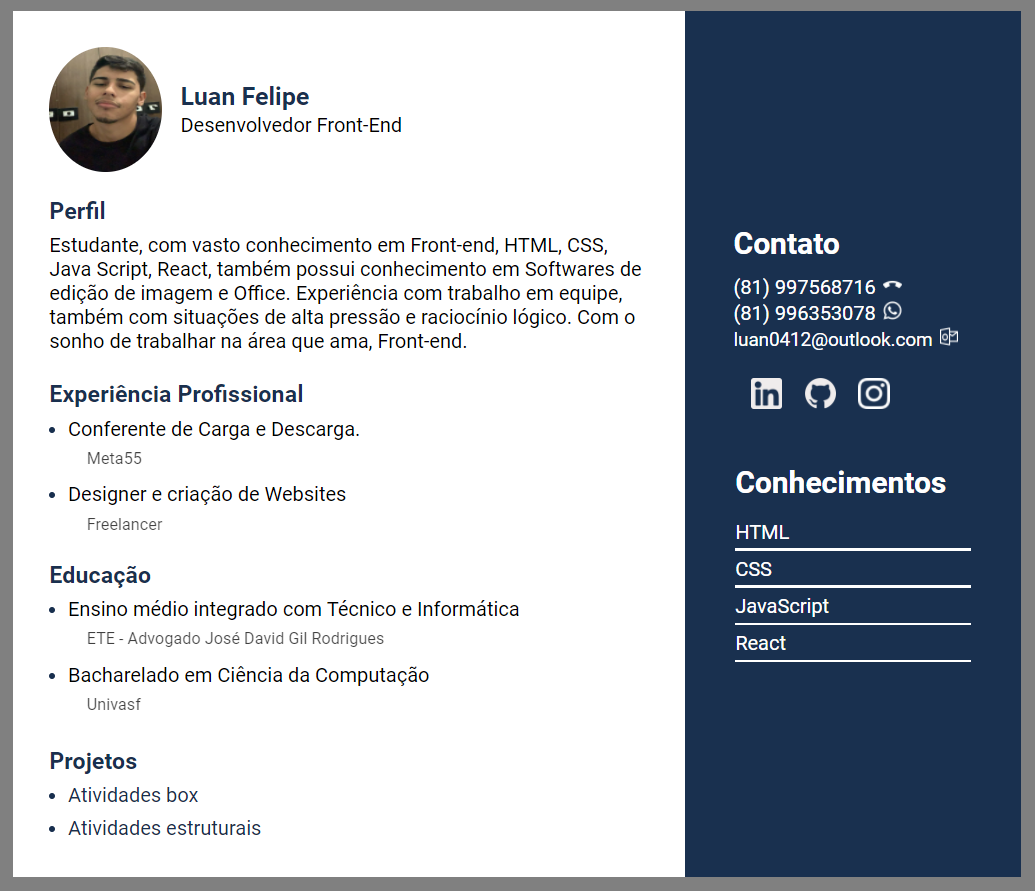 Luan Felipe
Desenvolvedor Front-End
Perfil
Estudante, com vasto conhecimento em Front-end, HTML, CSS,
Java Script, React, também possui conhecimento em Softwares de
edição de imagem e Office. Experiência com trabalho em equipe,
também com situações de alta pressão e raciocínio lógico. Com o
sonho de trabalhar na área que ama, Front-end.
Experiência Profissional
Conferente de Carga e Descarga.
Meta55
Designer e criação de Websites
Freelancer
Educação
Ensino médio integrado com Técnico e Informática
ETE - Advogado José David Gil Rodrigues
Bacharelado em Ciência da Computação
Univasf
Projetos
Atividades box
Atividades estruturais
Contato
(81) 997568716
(81) 996353078
luan0412@outlook.com
Conhecimentos
HTML
CSS
JavaScript
React